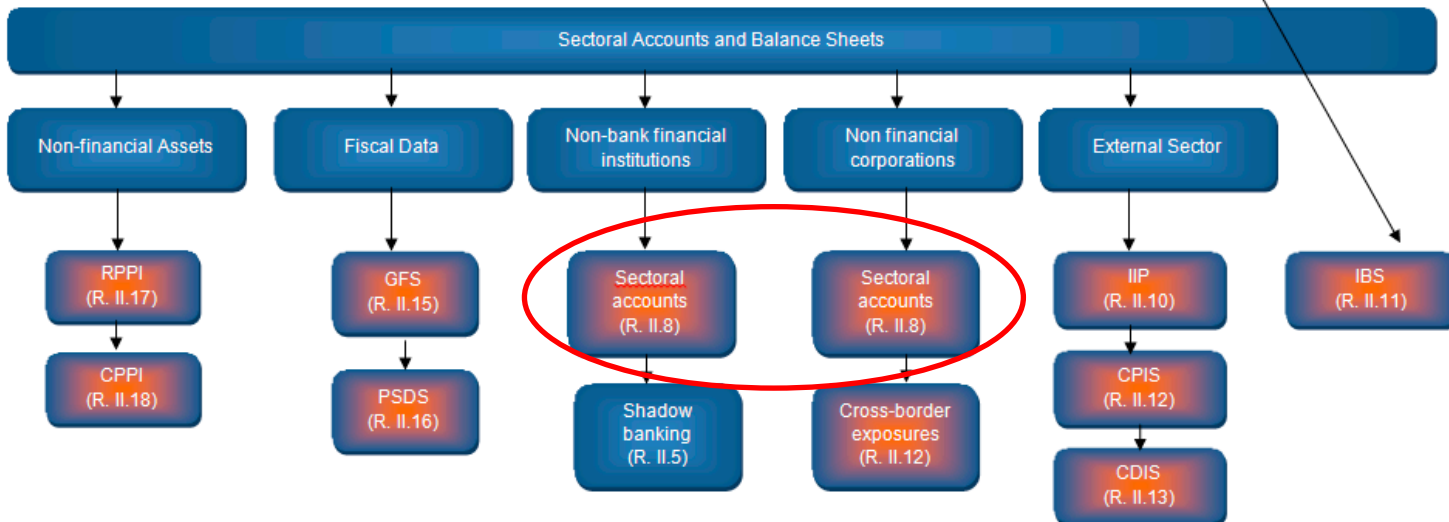 Sectoral Accounts and Balance Sheets
Non-financial Assets
Fiscal Data
Non-bank financial
institutions
Non financial
corporations
External Sector
RPPI
(R. II.17)
GFS
(R. II.15)
Sectoral
accounts
(R. II.8)
Sectoral
accounts
(R. II.8)
IIP
(R. II.10)
IBS
(R. II.11)
CPPI
(R. II.18)
PSDS
(R. II.16)
Shadow
banking
(R. II.5)
Cross-border
exposures
(R. II.12)
CPIS
(R. II.12)
CDIS
(R. II.13)